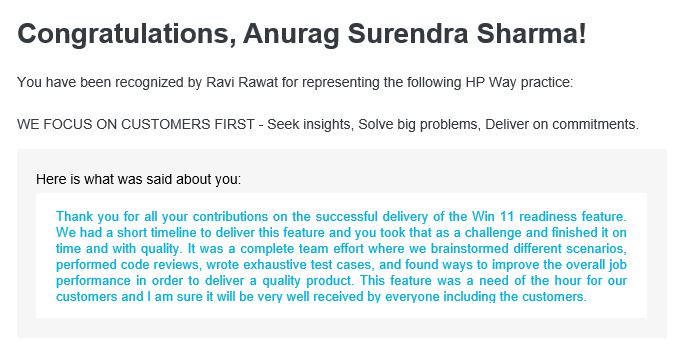 Congratulations, Anurag Surendra Sharma!
You have been recognized by Ravi Rawat for representing the following HP Way practice:
WE FOCUS ON CUSTOMERS FIRST - Seek insights, Solve big problems, Deliver on commitments.
Here is what was said about you:
Thank you for all your contributions on the successful delivery of the Win 11 readiness feature.
We had a short timeline to deliver this feature and you took that as a challenge and finished it on
time and with quality. It was a complete team effort where we brainstormed different scenarios,
performed code reviews, wrote exhaustive test cases, and found ways to improve the overall job
performance in order to deliver a quality product. This feature was a need of the hour for our
customers and I am sure it will be very well received by everyone including the customers.